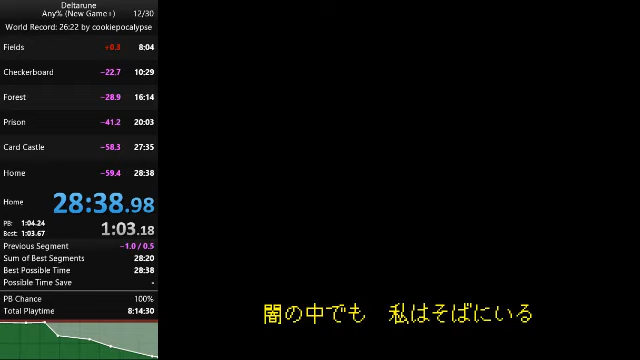 Deltarune
Any% (New Game+) 12/30
World Record: 26:22 by cookiepocalypse
Fields +0.3 8:04
Checkerboard −22.7 10:29
Forest −28.9 16:14
Prison −41.2 20:03
Card Castle −58.3 27:35
Home −59.4 28:38
Home 28:38.98
PB: 1:04.24
Best: 1:03.67 1:03.18
Previous Segment −1.0 / 0.5
Sum of Best Segments 28:20
Best Possible Time 28:38
Possible Time Save -
PB Chance 100%
Total Playtime 8:14:30
闇の中でも 私はそばにいる